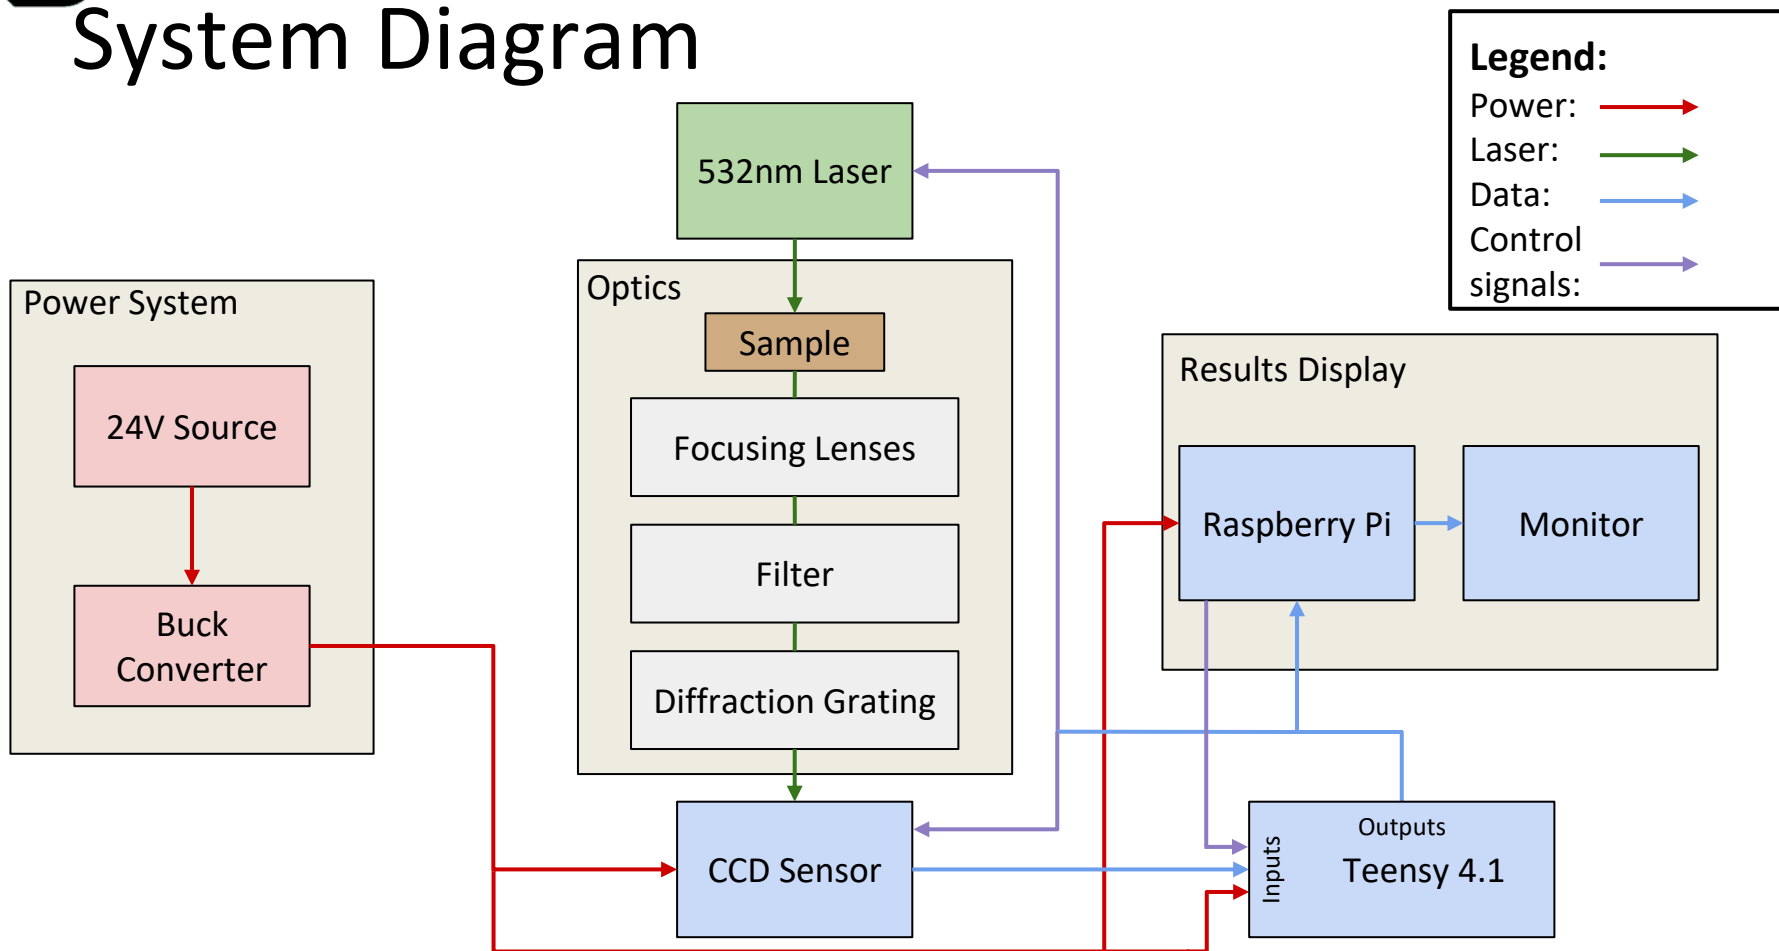 System Diagram
Legend:
Power:
Laser:
Data:
Control
signals:
532nm Laser
Optics
Sample
Focusing Lenses
Filter
Diffraction Grating
Power System
24V Source
Buck
Converter
Results Display
Raspberry Pi
Monitor
CCD Sensor
Outputs
Inputs
Teensy 4.1